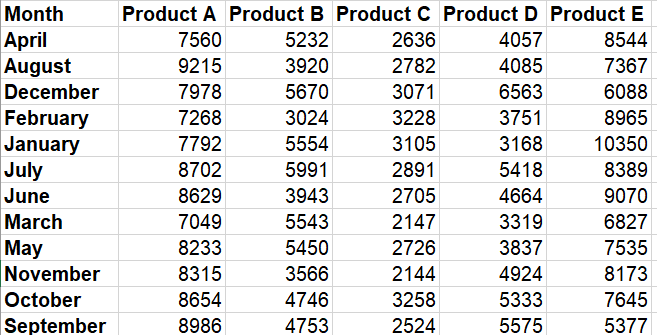 Month Product A Product B Product C Product D Product E
April 7560 5232 2636 4057 8544
August 9215 3920 2782 4085 7367
December 7978 5670 3071 6563 6088
February 7268 3024 3228 3751 8965
January 7792 5554 3105 3168 10350
July 8702 5991 2891 5418 8389
June 8629 3943 2705 4664 9070
March 7049 5543 2147 3319 6827
May 8233 5450 2726 3837 7535
November 8315 3566 2144 4924 8173
October 8654 4746 3258 5333 7645
September 8986 4753 2524 5575 5377